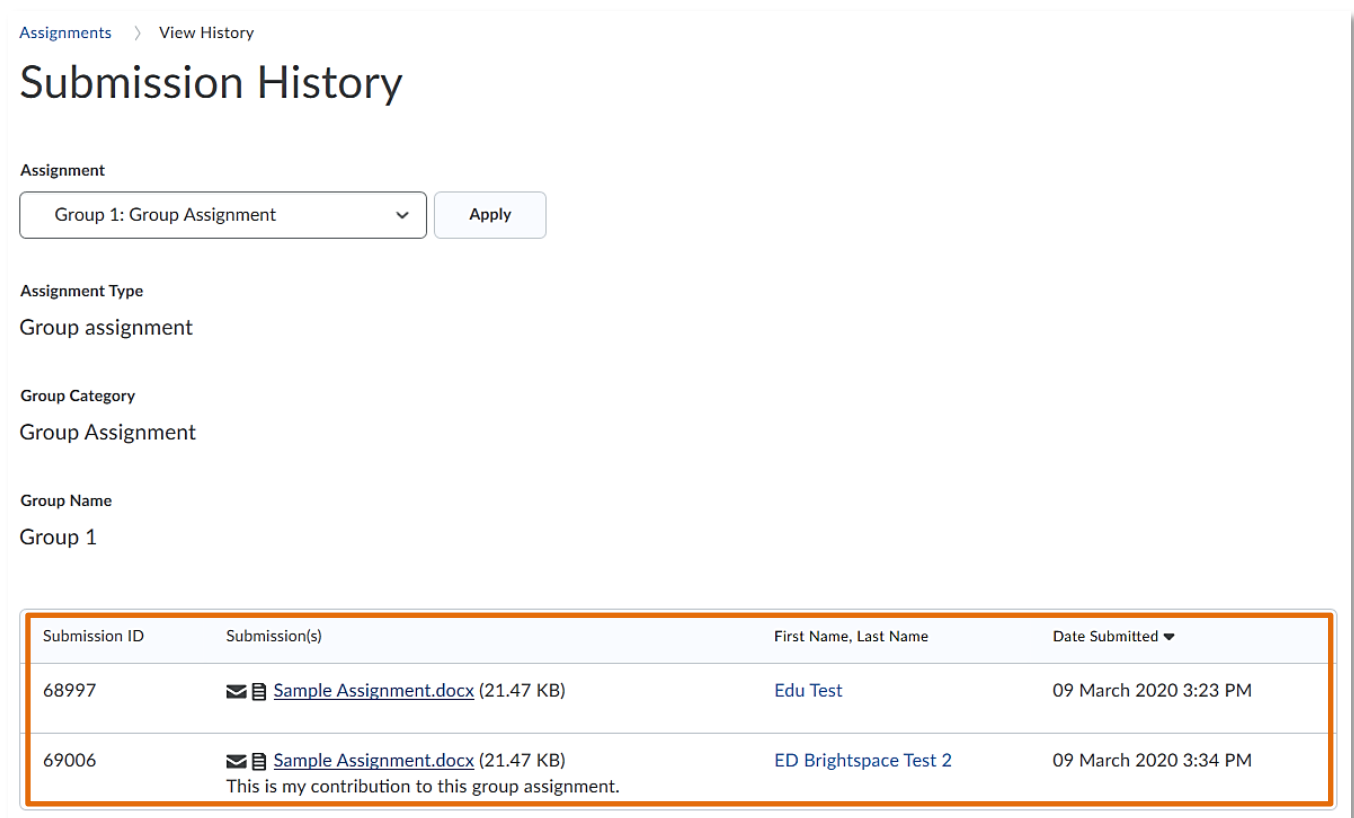 Assignments > View History
Submission History
Assignment
Group 1: Group Assignment Apply
Assignment Type
Group assignment
Group Category
Group Assignment
Group Name
Group 1
Submission ID Submission(s) First Name, Last Name Date Submitted
68997 Sample Assignment.docx (21.47 KB) Edu Test 09 March 2020 3:23 PM
69006 Sample Assignment.docx (21.47 KB) ED Brightspace Test 2 09 March 2020 3:34 PM
This is my contribution to this group assignment.